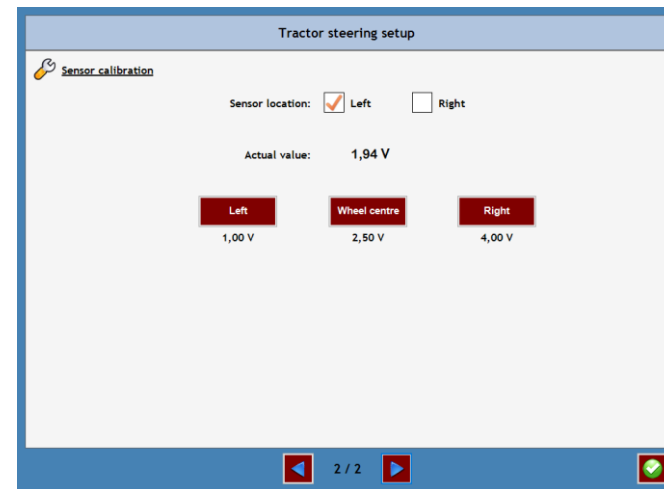 Tractor steering setup
Sensor calibration
Sensor location: Left Right
Actual value: 1,94 V
Left Wheel centre Right
1,00 V 2,50 V 4,00 V
2 / 2